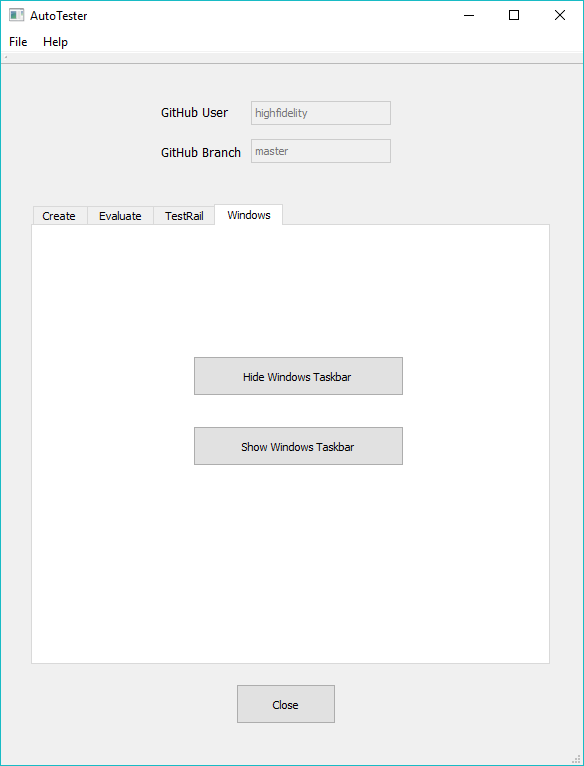 AutoTester
File Help
GitHub User highfidelity
GitHub Branch master
Create Evaluate TestRail Windows
Hide Windows Taskbar
Show Windows Taskbar
Close